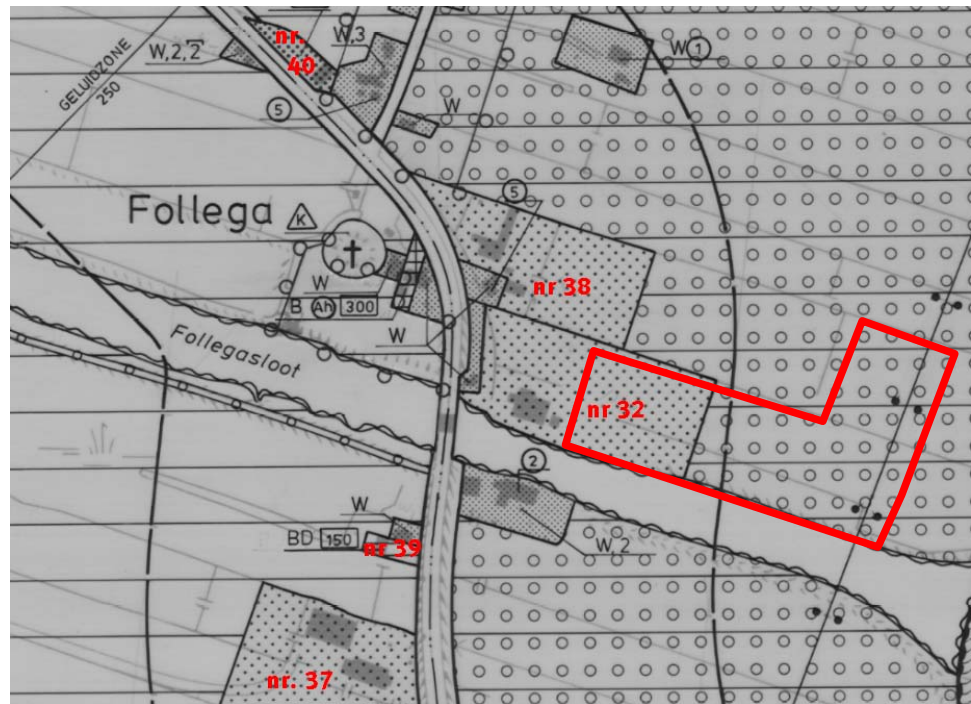 nr.
40
W,3
W,2,2
W①
GELUIDZONE
250
⑤
W
Follega
K
⑤
W
nr 38
B Ah 300
W
Follegasloot
nr 32
②
W
BD 150
nr 39
W,2
nr. 37